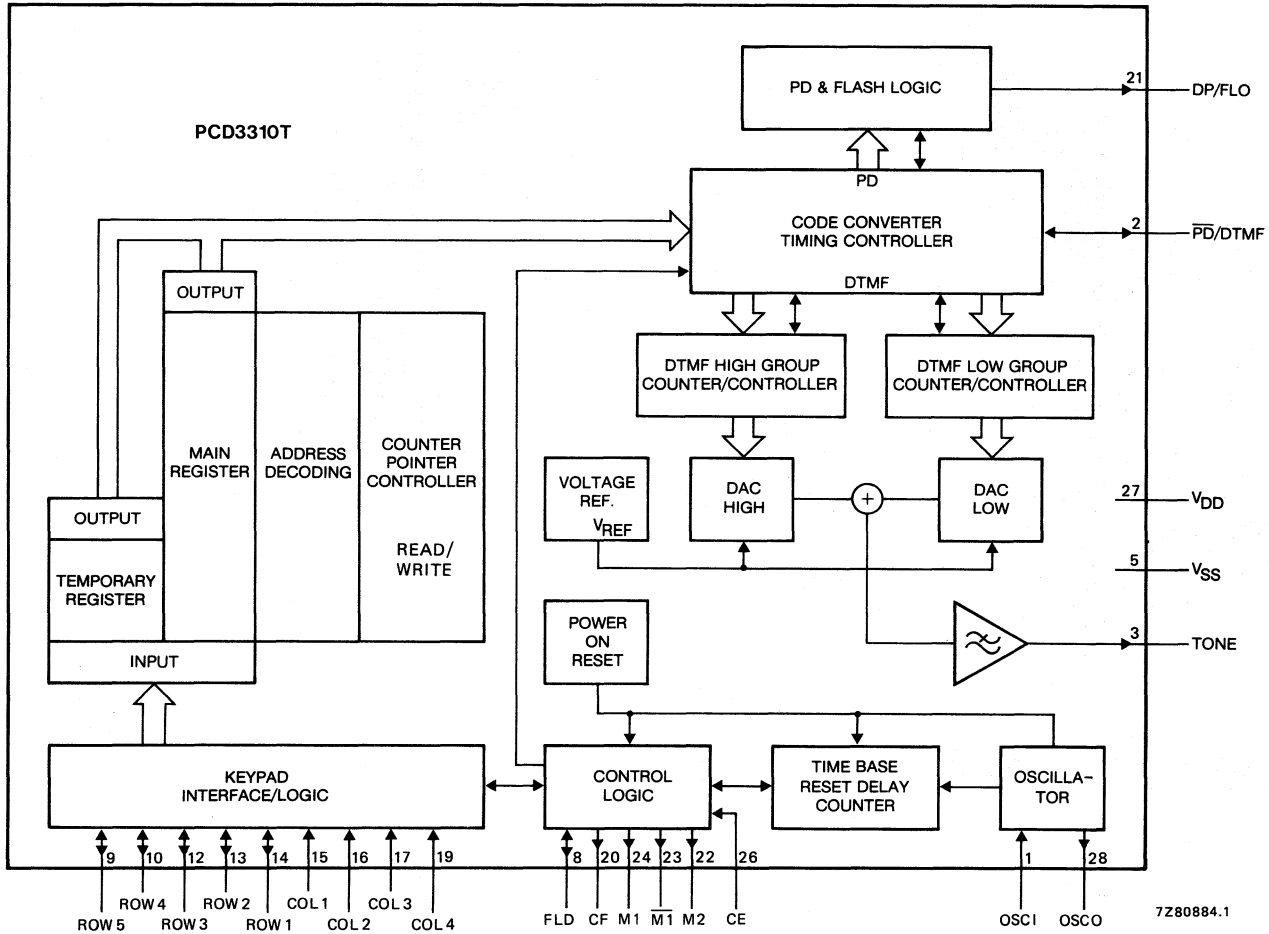 PCD3310T
PD & FLASH LOGIC
21
DP/FLO
PD
CODE CONVERTER
TIMING CONTROLLER
DTMF
2
P̅D̅/DTMF
OUTPUT
MAIN
REGISTER
ADDRESS
DECODING
COUNTER
POINTER
CONTROLLER
READ/
WRITE
OUTPUT
TEMPORARY
REGISTER
INPUT
DTMF HIGH GROUP
COUNTER/CONTROLLER
DTMF LOW GROUP
COUNTER/CONTROLLER
VOLTAGE
REF.
VREF
DAC
HIGH
+
DAC
LOW
27
VDD
5
VSS
POWER
ON
RESET
3
TONE
KEYPAD
INTERFACE/LOGIC
CONTROL
LOGIC
TIME BASE
RESET DELAY
COUNTER
OSCILLA-
TOR
9 10 12 13 14 15 16 17 19
8 20 24 23 22 26
1 28
ROW 5
ROW 4
ROW 3
ROW 2
ROW 1
COL 1
COL 2
COL 3
COL 4
FLD CF M1 M̅1̅ M2 CE
OSCI OSCO
7Z80884.1